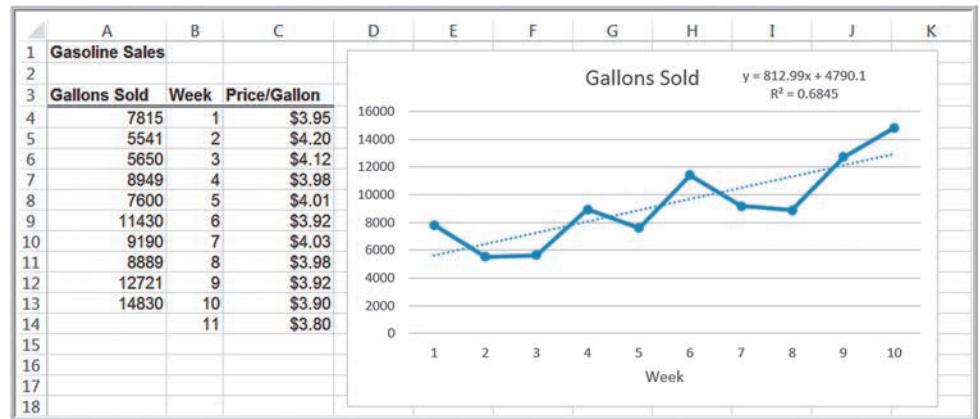 A B C D E F G H I J K
1 Gasoline Sales
2
3 Gallons Sold Week Price/Gallon
4 7815 1 $3.95
5 5541 2 $4.20
6 5650 3 $4.12
7 8949 4 $3.98
8 7600 5 $4.01
9 11430 6 $3.92
10 9190 7 $4.03
11 8889 8 $3.98
12 12721 9 $3.92
13 14830 10 $3.90
14 11 $3.80
15
16
17
18
Gallons Sold
y = 812.99x + 4790.1
R² = 0.6845
16000
14000
12000
10000
8000
6000
4000
2000
0
1 2 3 4 5 6 7 8 9 10
Week